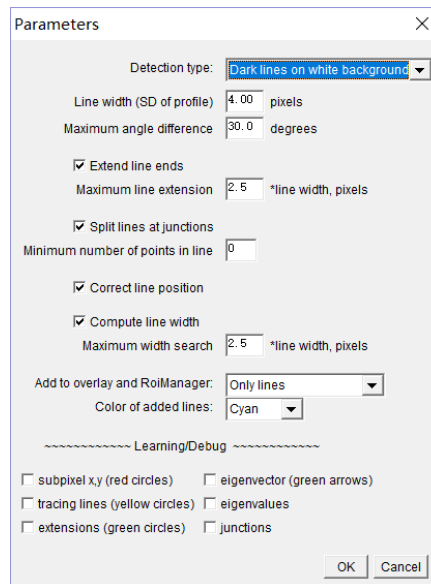 Parameters
Detection type: Dark lines on white background
Line width (SD of profile) 4.00 pixels
Maximum angle difference 30.0 degrees
Extend line ends
Maximum line extension 2.5 *line width, pixels
Split lines at junctions
Minimum number of points in line 0
Correct line position
Compute line width
Maximum width search 2.5 *line width, pixels
Add to overlay and RoiManager: Only lines
Color of added lines: Cyan
~~~~~~~~~~~~ Learning/Debug ~~~~~~~~~~~~
subpixel x,y (red circles) eigenvector (green arrows)
tracing lines (yellow circles) eigenvalues
extensions (green circles) junctions
OK Cancel